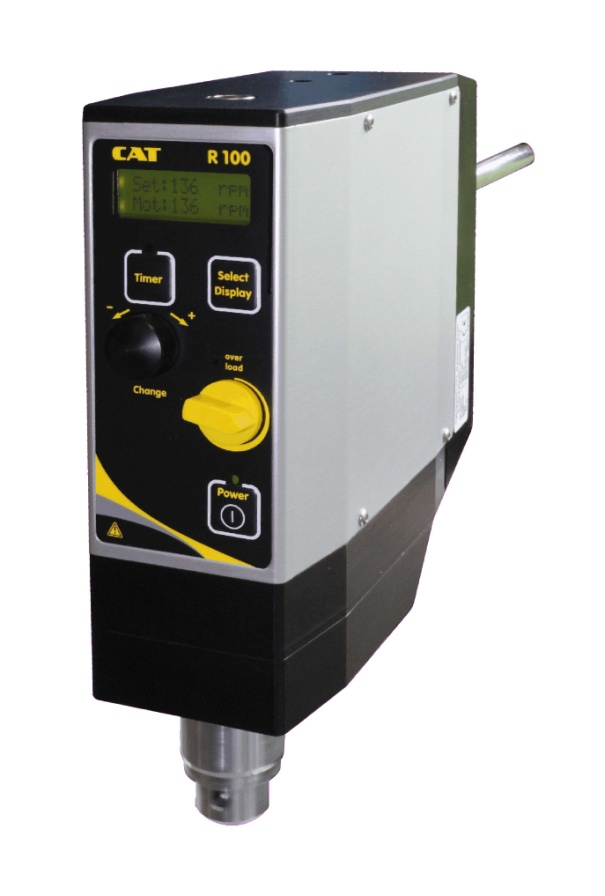 CAT R 100
Set:136 rpm
Mot:136 rpm
Timer
Select
Display
- +
over
load
Change
Power